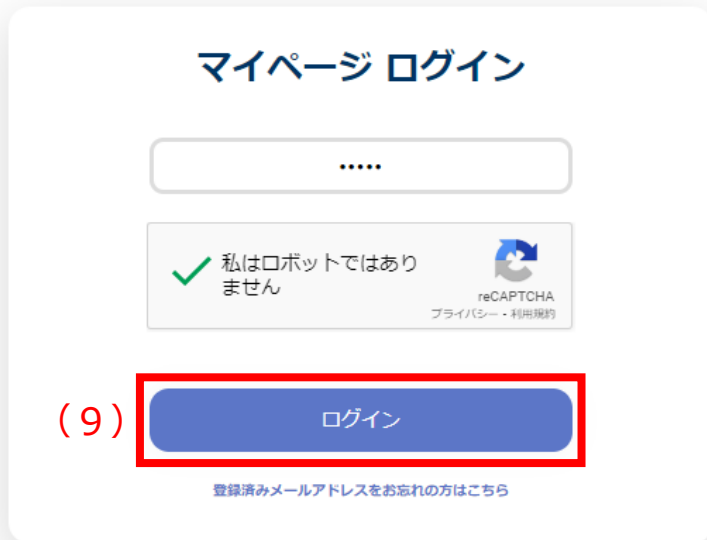 マイページ ログイン
•••••
私はロボットではあり
ません
reCAPTCHA
プライバシー - 利用規約
（９）
ログイン
登録済みメールアドレスをお忘れの方はこちら